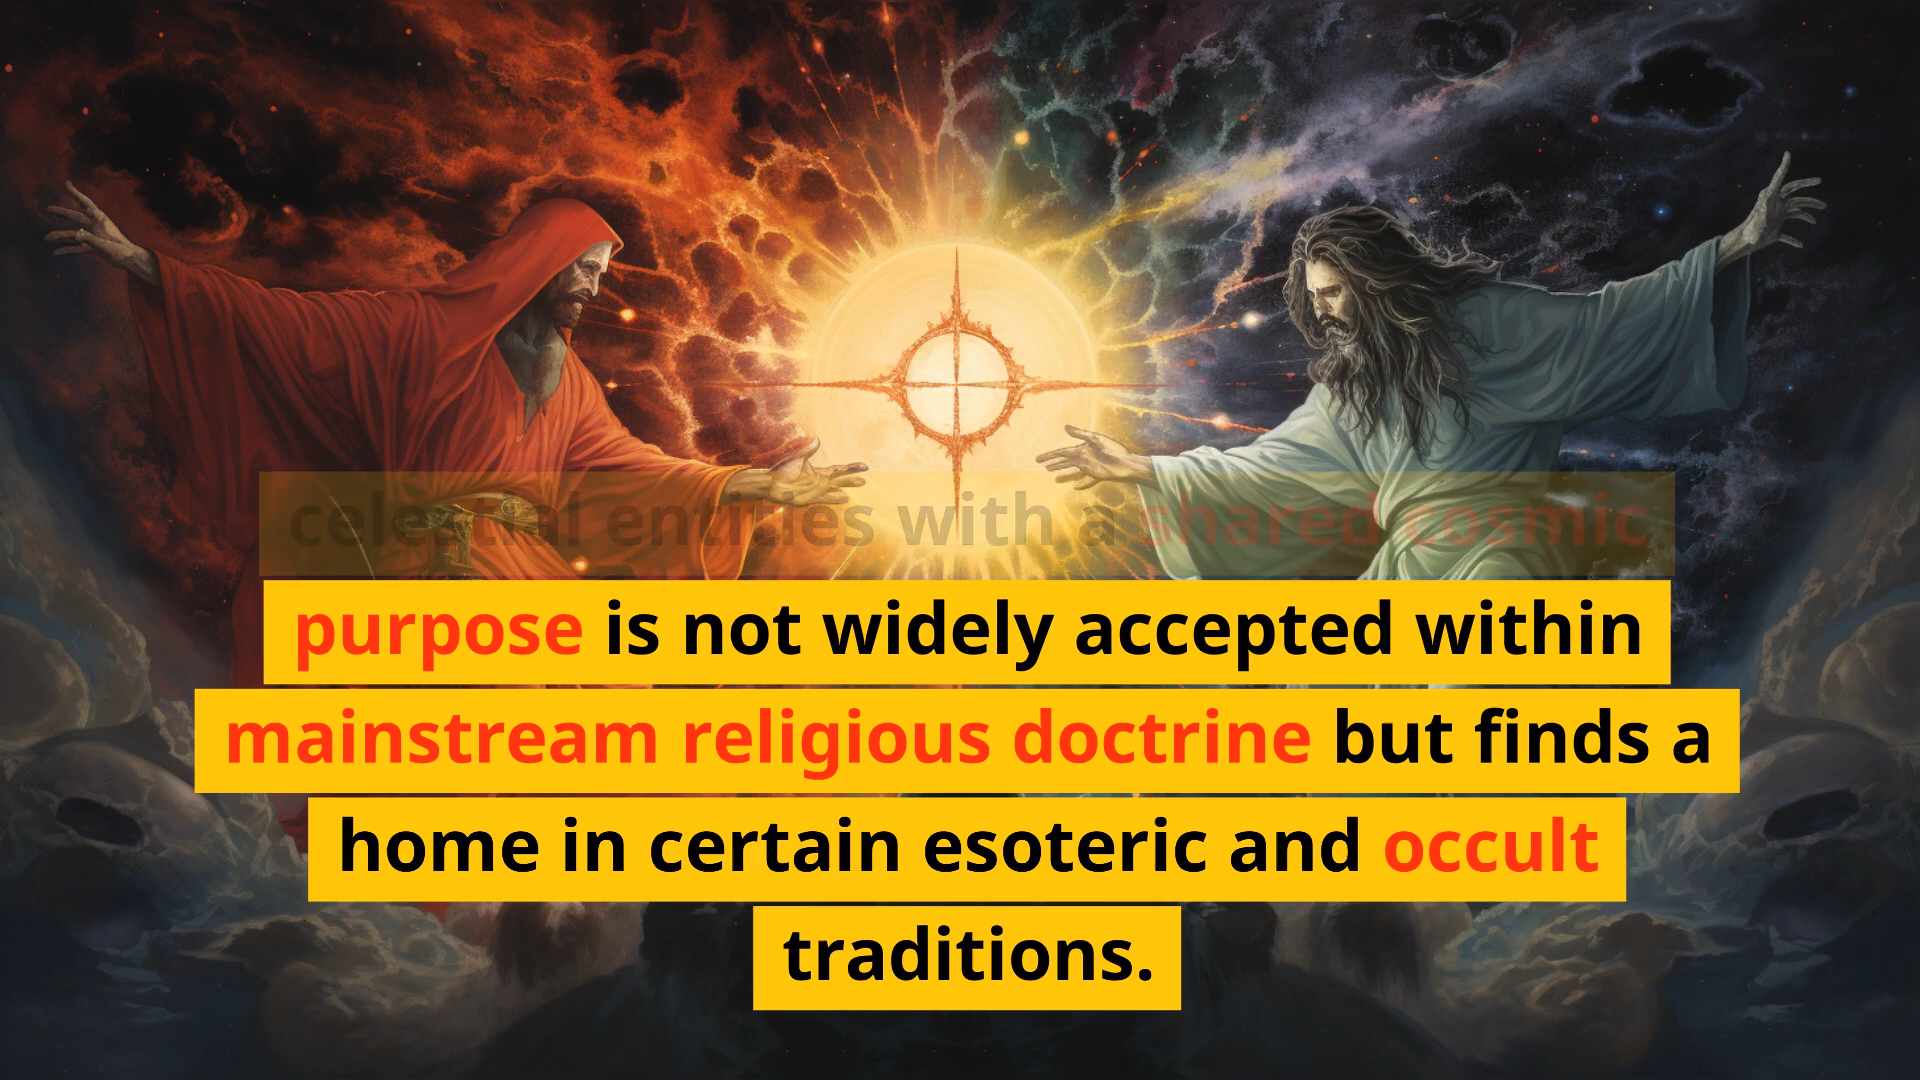 celestial entities with a shared cosmic
purpose is not widely accepted within
mainstream religious doctrine but finds a
home in certain esoteric and occult
traditions.